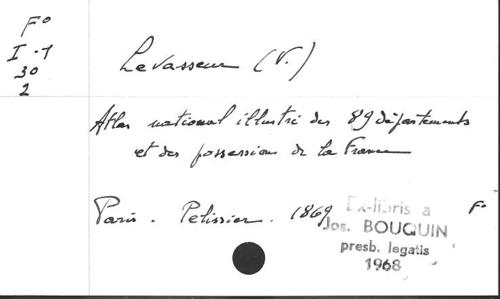 F°
I-1
30
2
Levasseur (V.)
Atlas national illustré des 89 départements
et des possessions de la France
Paris. Pelissier. 1869
F°
Ex-libris a
Jos. BOUQUIN
presb. legatis
1968